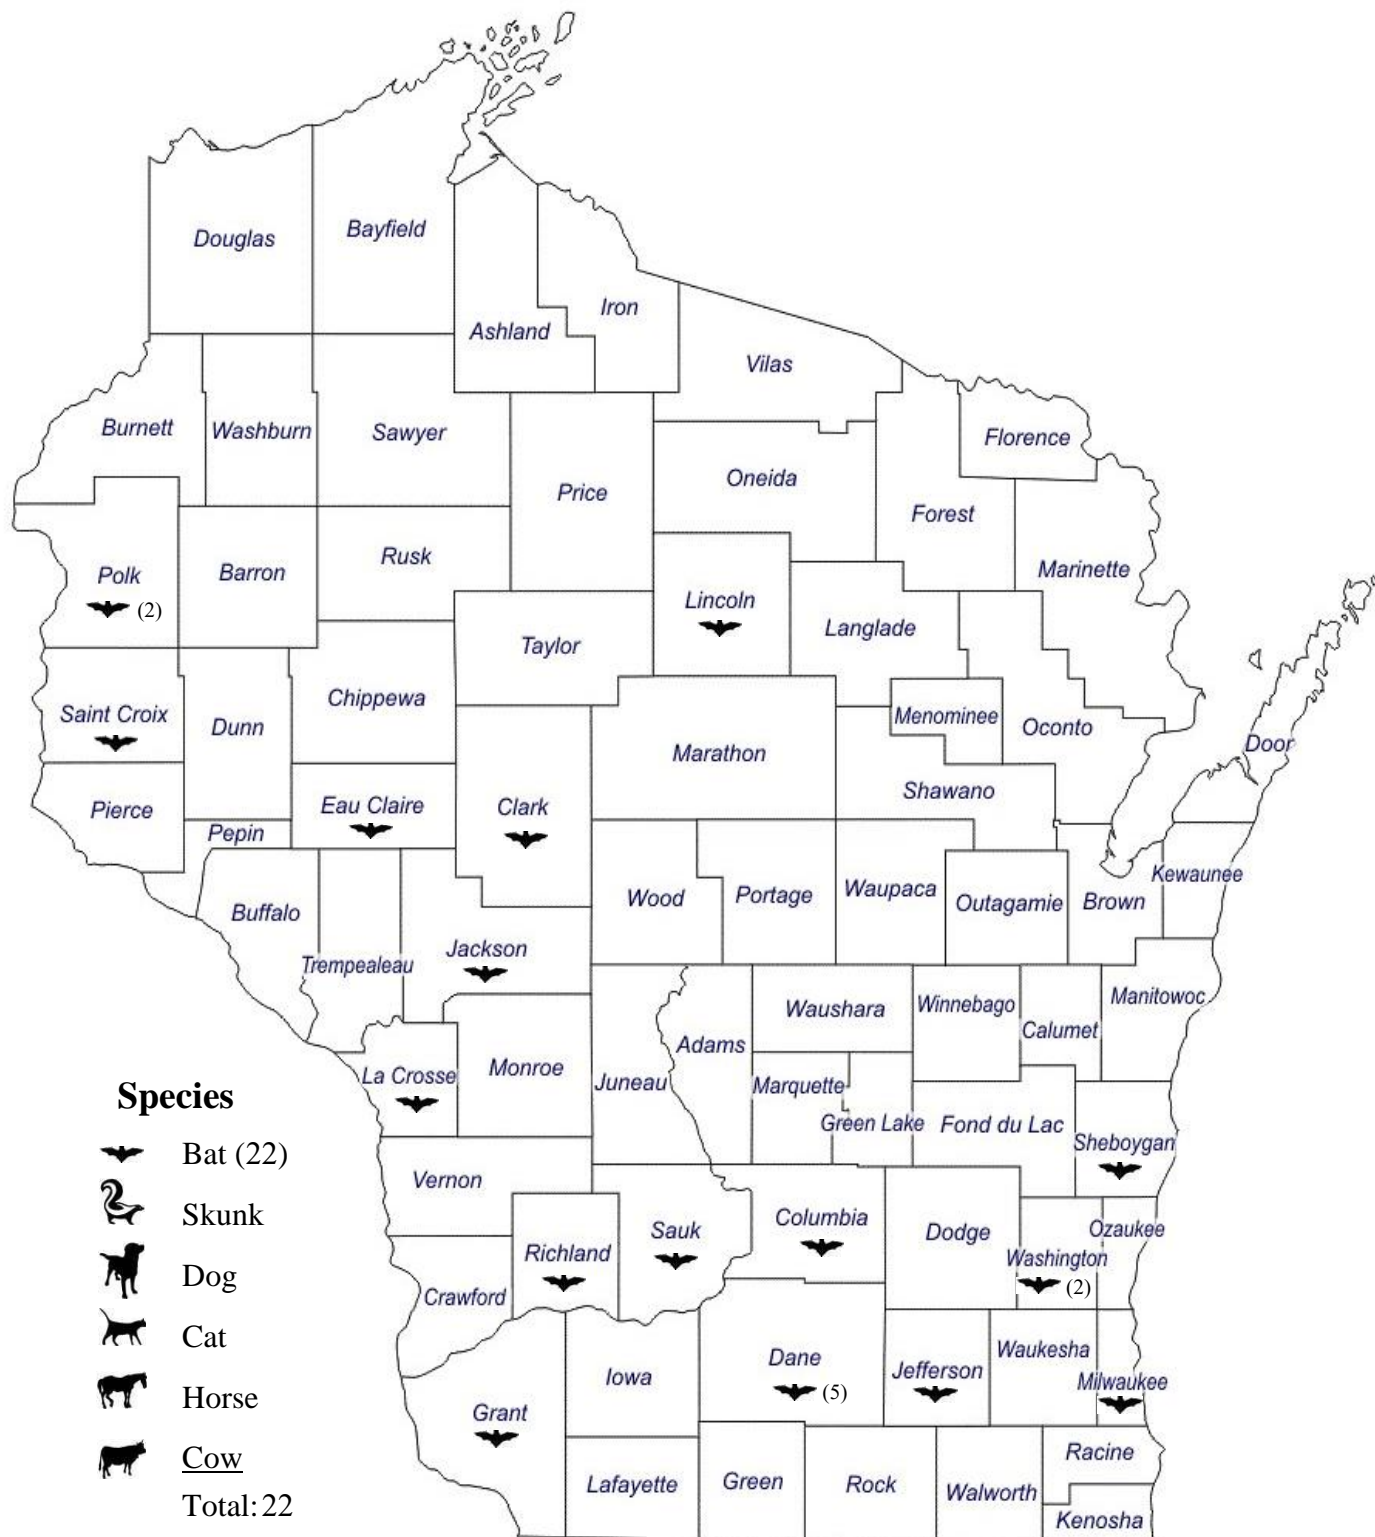 Douglas
Bayfield
Ashland
Iron
Vilas
Burnett
Washburn
Sawyer
Price
Oneida
Forest
Florence
Marinette
Polk
(2)
Barron
Rusk
Lincoln
Langlade
Taylor
Saint Croix
Dunn
Chippewa
Marathon
Menominee
Oconto
Door
Pierce
Pepin
Eau Claire
Clark
Shawano
Buffalo
Trempealeau
Jackson
Wood
Portage
Waupaca
Outagamie
Brown
Kewaunee
La Crosse
Monroe
Juneau
Adams
Waushara
Winnebago
Calumet
Manitowoc
Marquette
Green Lake
Fond du Lac
Sheboygan
Vernon
Crawford
Richland
Sauk
Columbia
Dodge
Washington
(2)
Ozaukee
Grant
Iowa
Dane
(5)
Jefferson
Waukesha
Milwaukee
Lafayette
Green
Rock
Walworth
Racine
Kenosha
Species
Bat (22)
Skunk
Dog
Cat
Horse
Cow
Total: 22